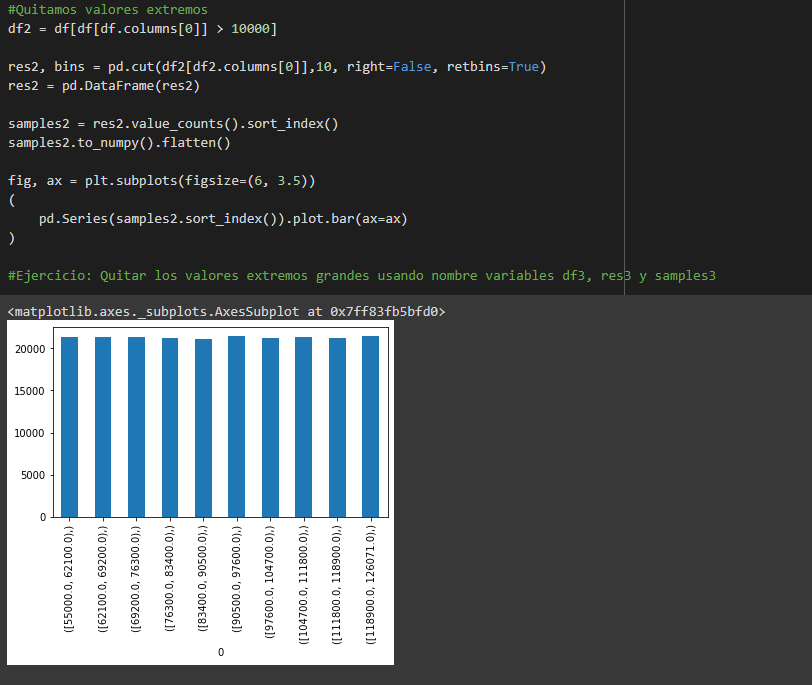 #Quitamos valores extremos
df2 = df[df[df.columns[0]] > 10000]
res2, bins = pd.cut(df2[df2.columns[0]],10, right=False, retbins=True)
res2 = pd.DataFrame(res2)
samples2 = res2.value_counts().sort_index()
samples2.to_numpy().flatten()
fig, ax = plt.subplots(figsize=(6, 3.5))
(
    pd.Series(samples2.sort_index()).plot.bar(ax=ax)
)
#Ejercicio: Quitar los valores extremos grandes usando nombre variables df3, res3 y samples3
<matplotlib.axes._subplots.AxesSubplot at 0x7ff83fb5bfd0>
20000
15000
10000
5000
0
([55000.0, 62100.0),)
([62100.0, 69200.0),)
([69200.0, 76300.0),)
([76300.0, 83400.0),)
([83400.0, 90500.0),)
([90500.0, 97600.0),)
([97600.0, 104700.0),)
([104700.0, 111800.0),)
([111800.0, 118900.0),)
([118900.0, 126071.0),)
0